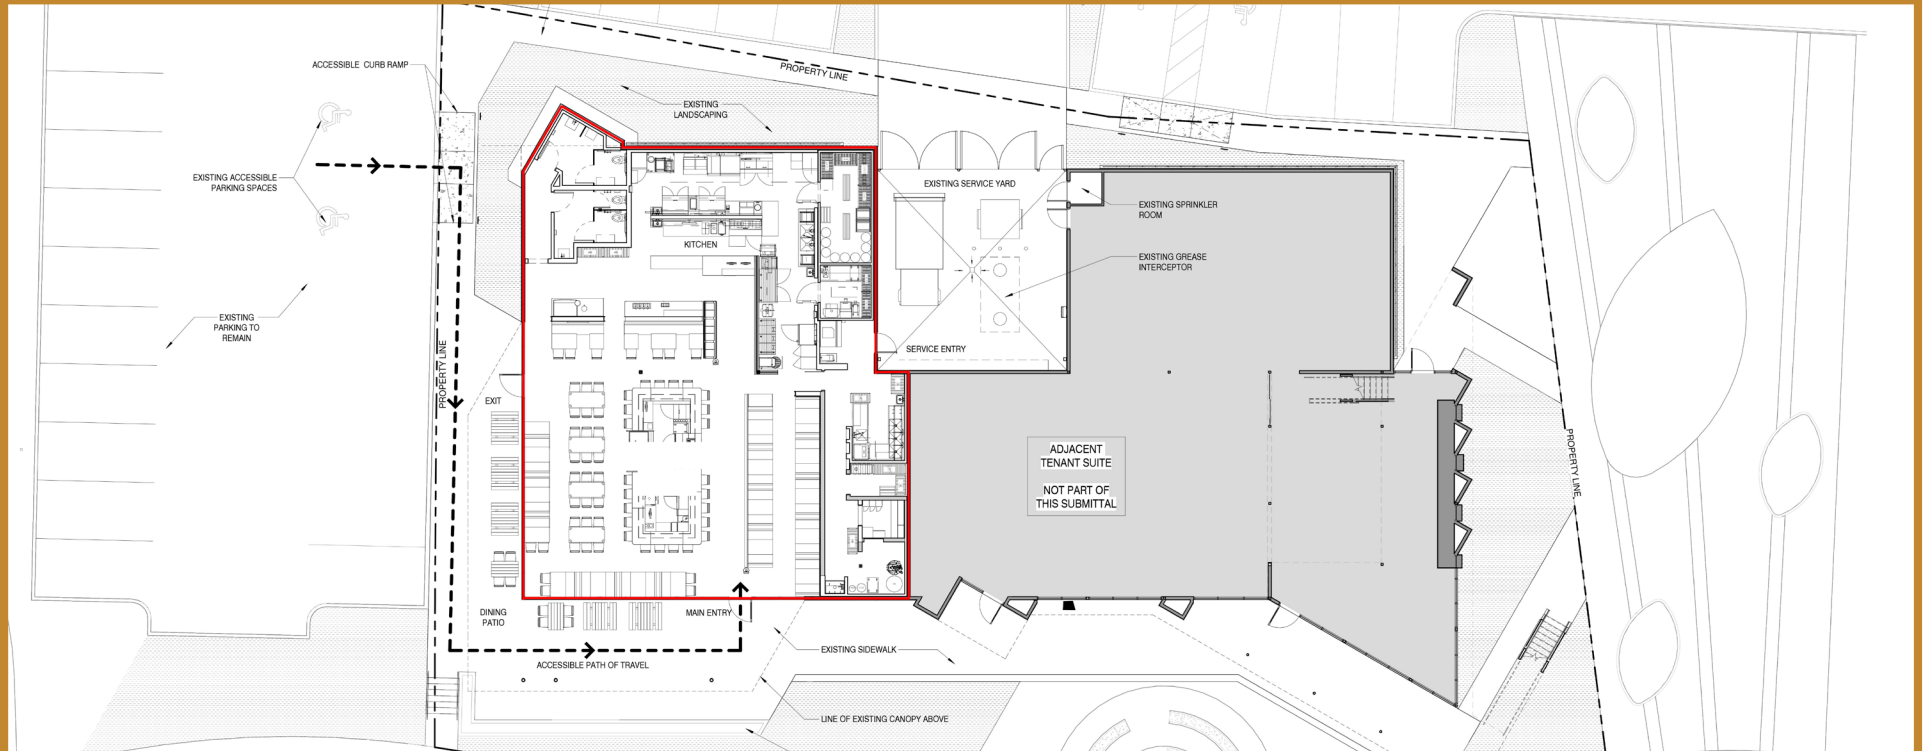 ACCESSIBLE CURB RAMP
PROPERTY LINE
EXISTING
LANDSCAPING
EXISTING ACCESSIBLE
PARKING SPACES
EXISTING SERVICE YARD
EXISTING SPRINKLER
ROOM
KITCHEN
EXISTING GREASE
INTERCEPTOR
EXISTING
PARKING TO
REMAIN
PROPERTY LINE
SERVICE ENTRY
EXIT
ADJACENT
TENANT SUITE
NOT PART OF
THIS SUBMITTAL
PROPERTY LINE
DINING
PATIO
MAIN ENTRY
EXISTING SIDEWALK
ACCESSIBLE PATH OF TRAVEL
LINE OF EXISTING CANOPY ABOVE